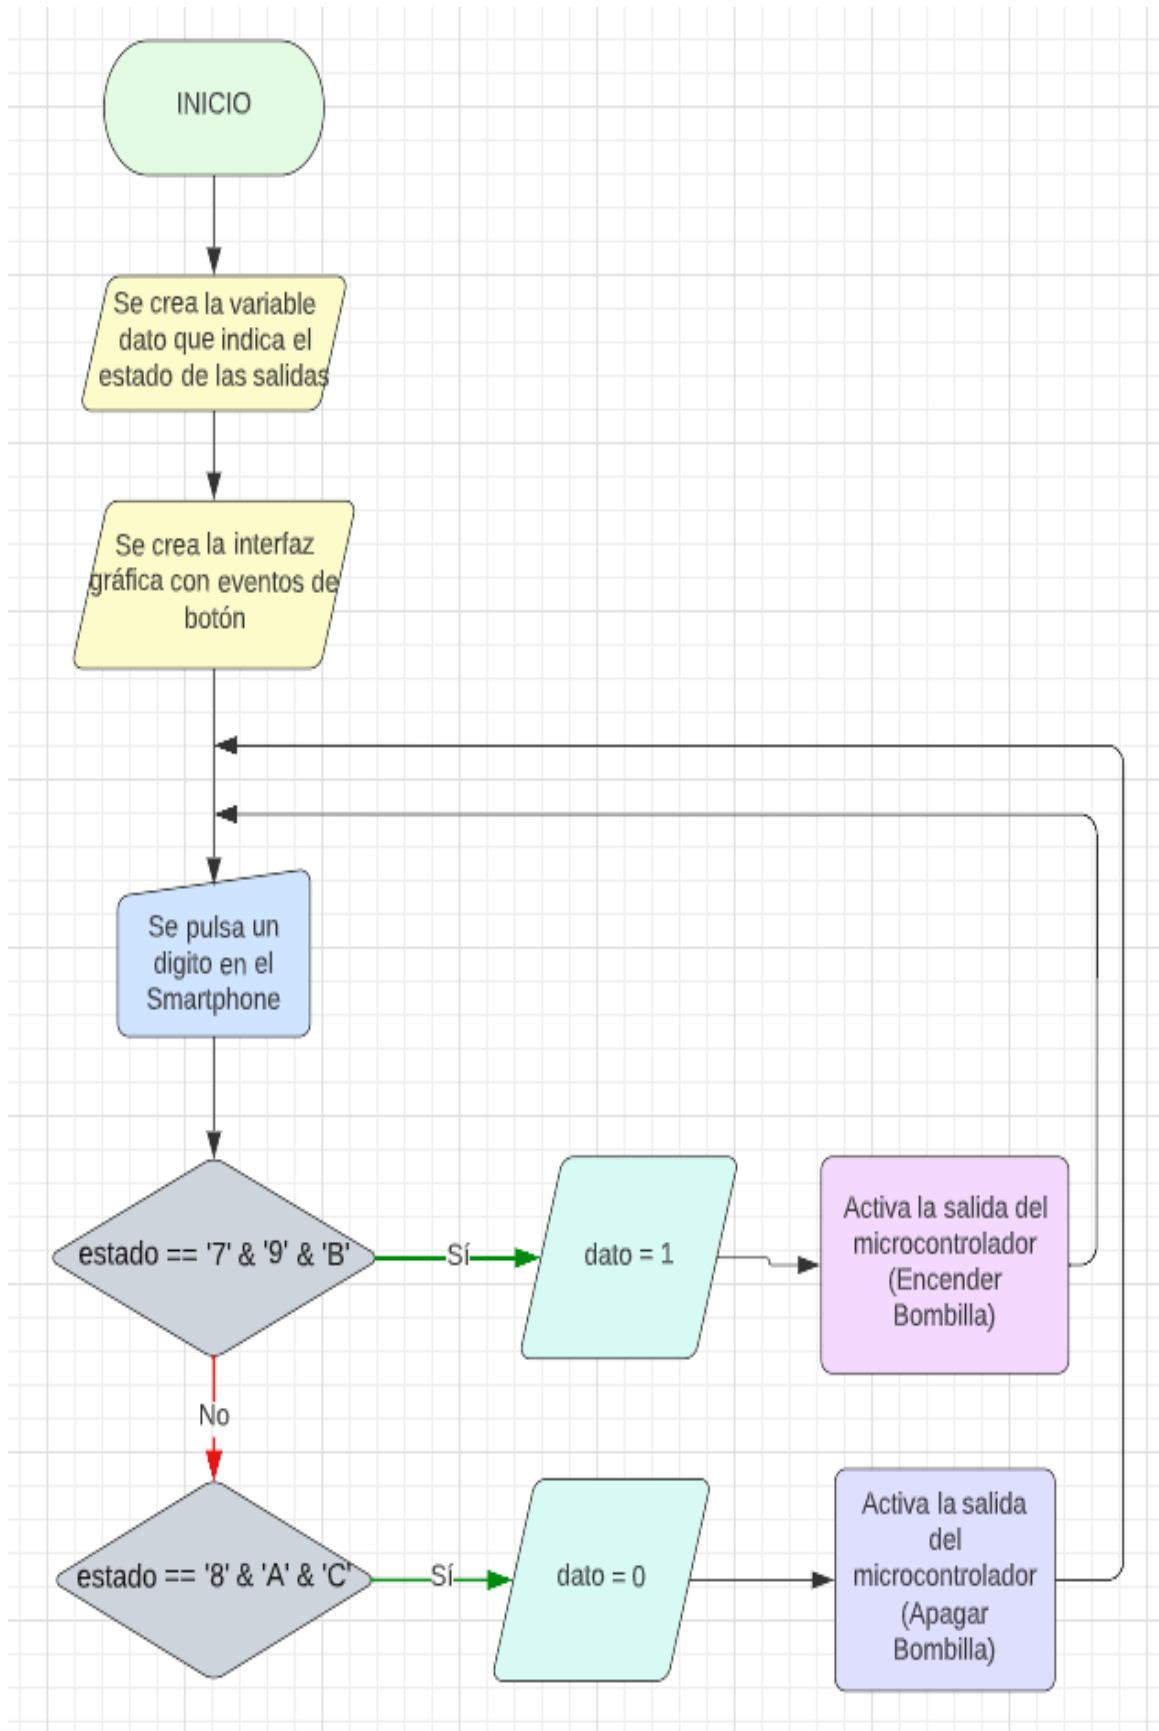 INICIO
Se crea la variable
dato que indica el
estado de las salidas
Se crea la interfaz
gráfica con eventos de
botón
Se pulsa un
digito en el
Smartphone
estado == '7' & '9' & 'B'
Sí
dato = 1
Activa la salida del
microcontrolador
(Encender
Bombilla)
No
estado == '8' & 'A' & 'C'
Sí
dato = 0
Activa la salida
del
microcontrolador
(Apagar
Bombilla)